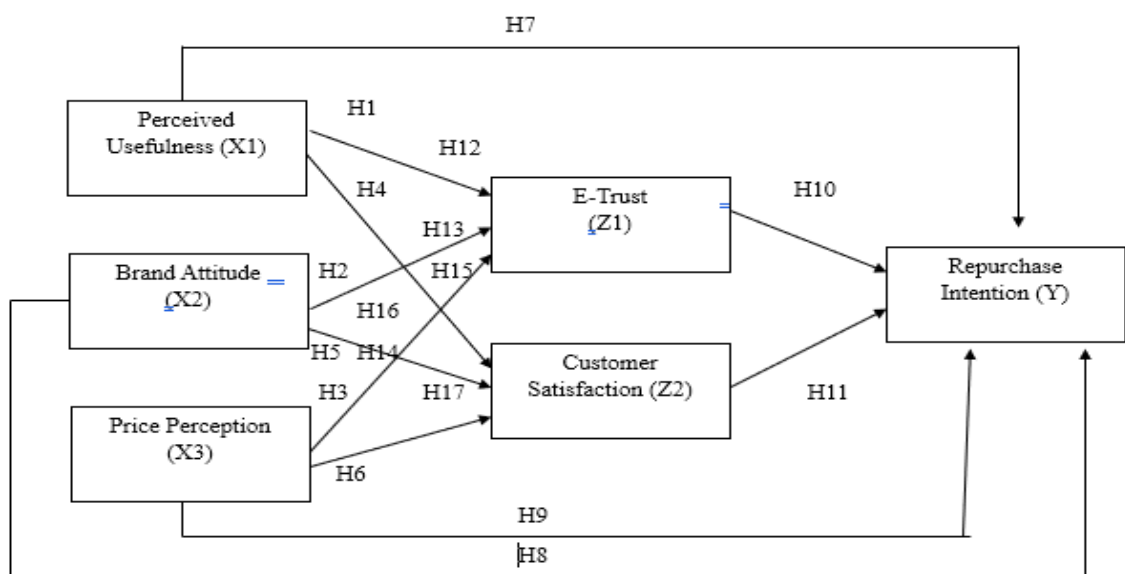 H7
Perceived
Usefulness (X1)
H1
H12
H4
E-Trust
(Z1)
H10
H13
Brand Attitude
(X2)
H2
H15
Repurchase
Intention (Y)
H16
H5
H14
Customer
Satisfaction (Z2)
H3
H17
H11
Price Perception
(X3)
H6
H9
H8